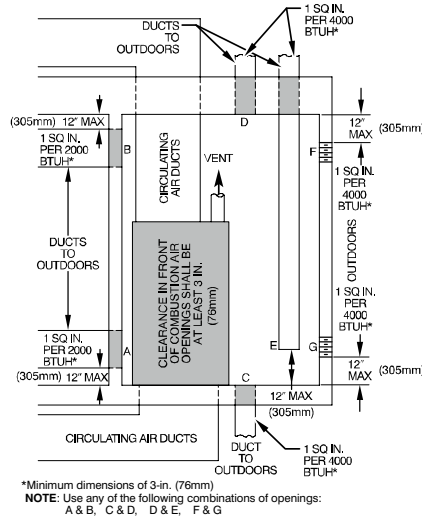 DUCTS
TO
OUTDOORS
1 SQ IN.
PER 4000
BTUH*
D
(305mm) 12" MAX
1 SQ IN.
PER 2000
BTUH*
B
CIRCULATING
AIR DUCTS
VENT
12"
MAX
(305mm)
F
1 SQ IN.
PER
4000
BTUH*
DUCTS
TO
OUTDOORS
CLEARANCE IN FRONT
OF COMBUSTION AIR
OPENINGS SHALL BE
AT LEAST 3 IN.
(76mm)
OUTDOORS
1 SQ IN.
PER
4000
BTUH*
1 SQ IN.
PER 2000
BTUH*
A
E
G
(305mm) 12" MAX
C
12" MAX
(305mm)
12"
MAX
(305mm)
CIRCULATING AIR DUCTS
DUCT
TO
OUTDOORS
1 SQ IN.
PER 4000
BTUH*
*Minimum dimensions of 3-in. (76mm)
NOTE: Use any of the following combinations of openings:
A & B, C & D, D & E, F & G